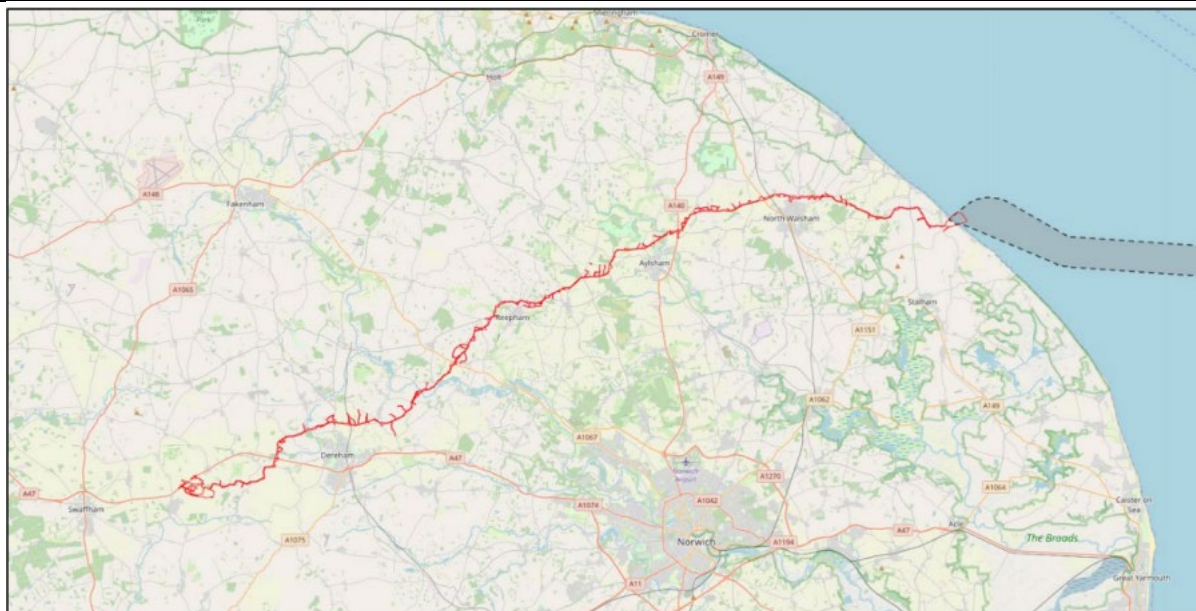 Sheringham
Cromer
Holt
A149
A148
Fakenham
A140
North Walsham
Aylsham
A1065
Reepham
Stalham
A1151
A1062
A149
Dereham
A1067
A47
Norwich
Airport
A1270
A47
A1074
A1042
A1064
Swaffham
Caister on
Sea
Norwich
A1194
A47
Acle
The Broads
A1075
A11
Great Yarmouth